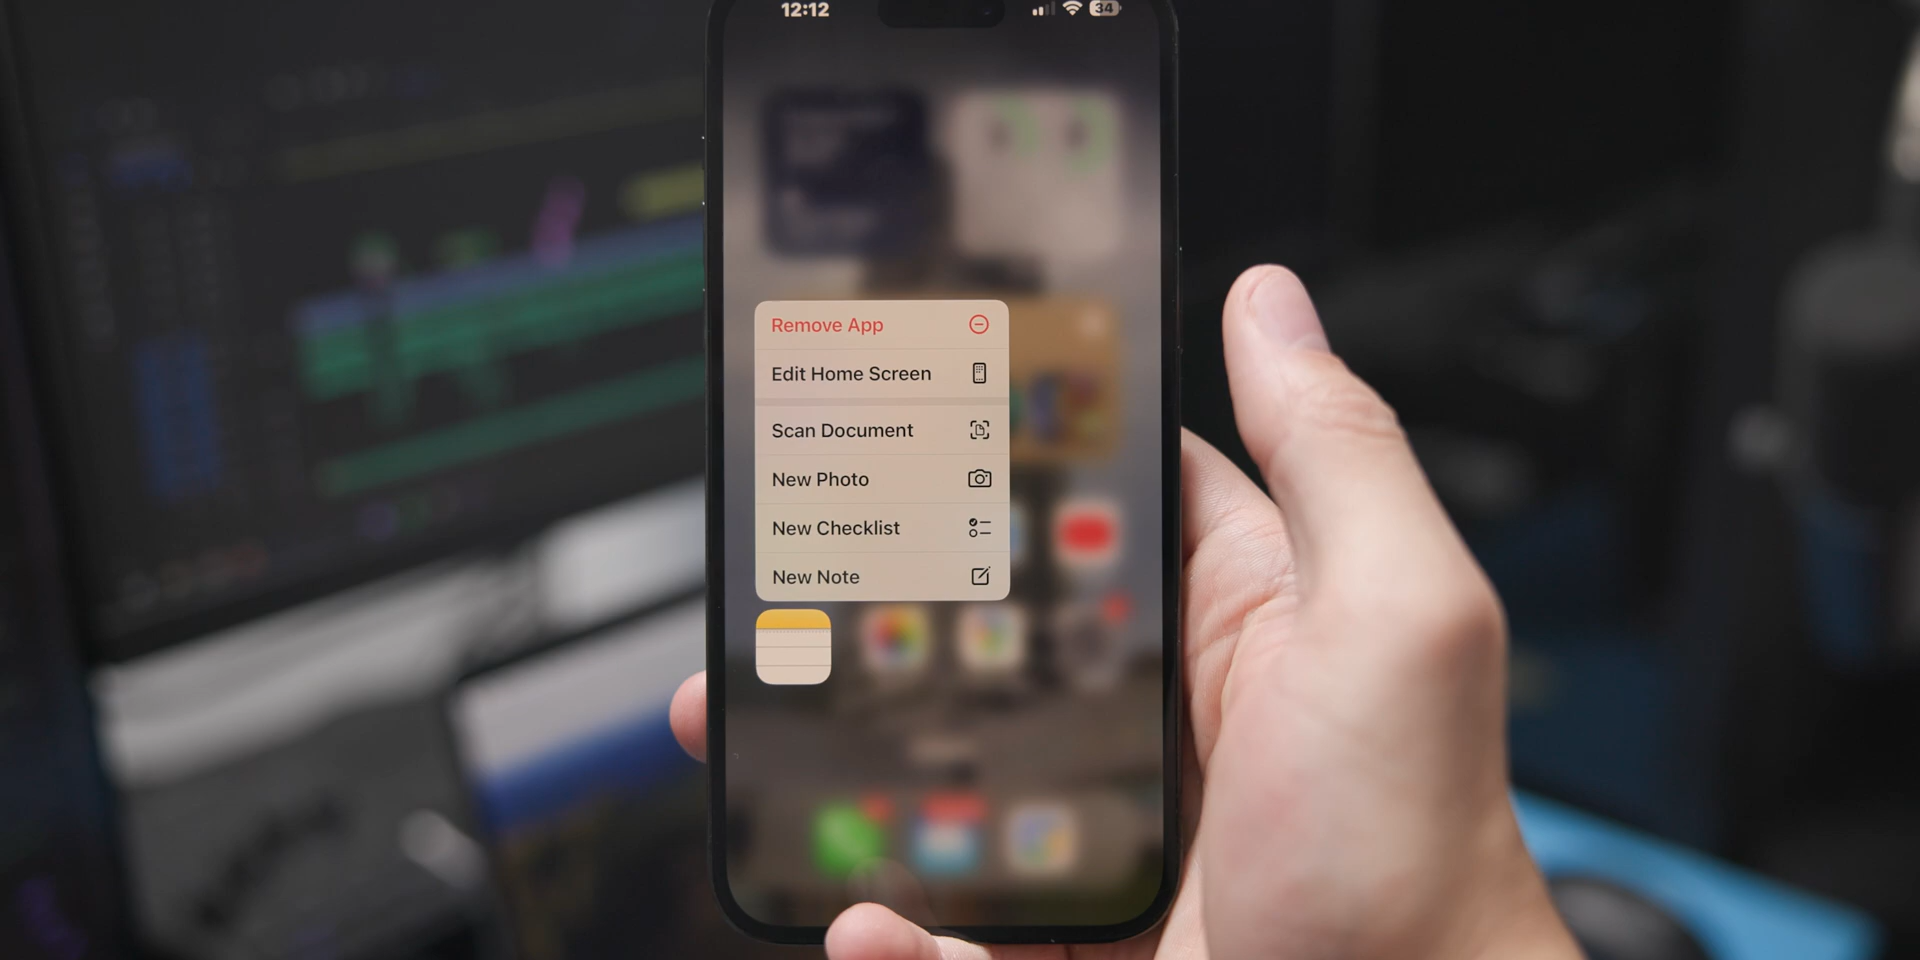 12:12
34
Remove App
Edit Home Screen
Scan Document
New Photo
New Checklist
New Note